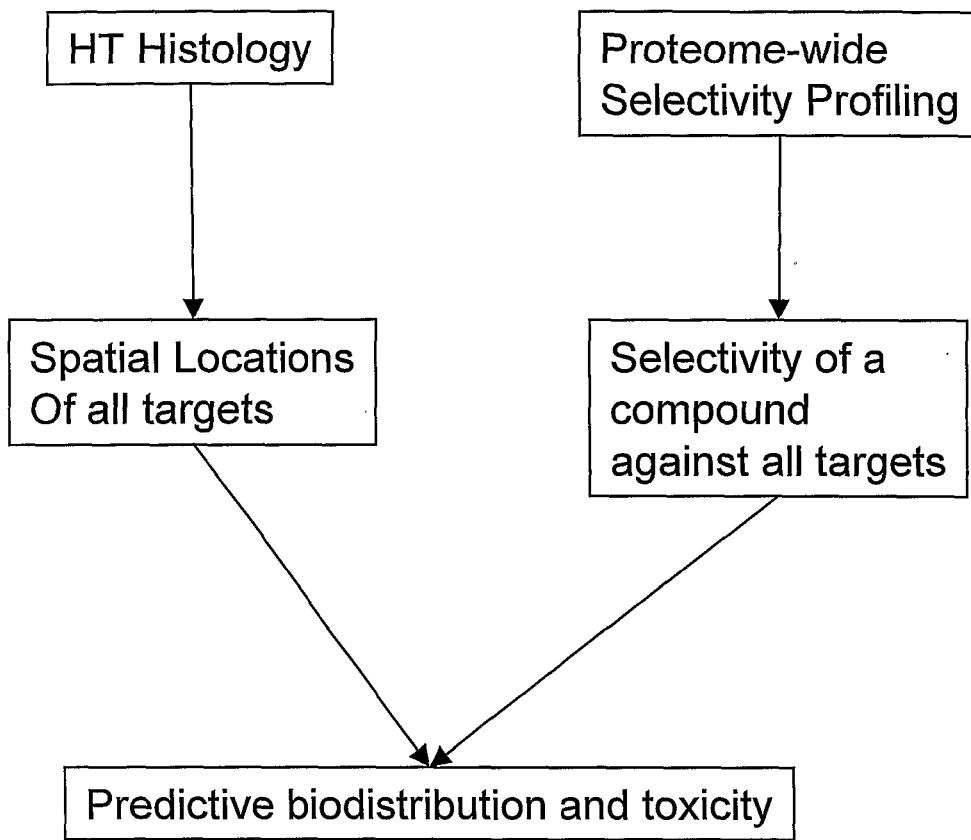 HT Histology
Proteome-wide
Selectivity Profiling
Spatial Locations
Of all targets
Selectivity of a
compound
against all targets
Predictive biodistribution and toxicity